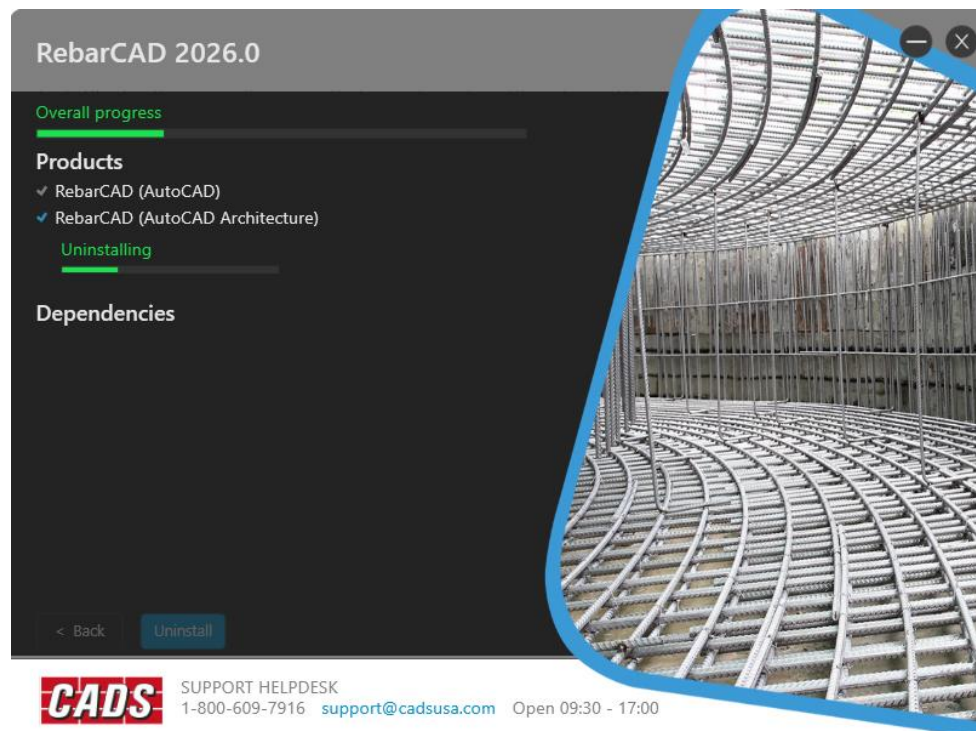 RebarCAD 2026.0
Overall progress
Products
RebarCAD (AutoCAD)
RebarCAD (AutoCAD Architecture)
Uninstalling
Dependencies
< Back
Uninstall
CADS
SUPPORT HELPDESK
1-800-609-7916 support@cadsusa.com Open 09:30 - 17:00